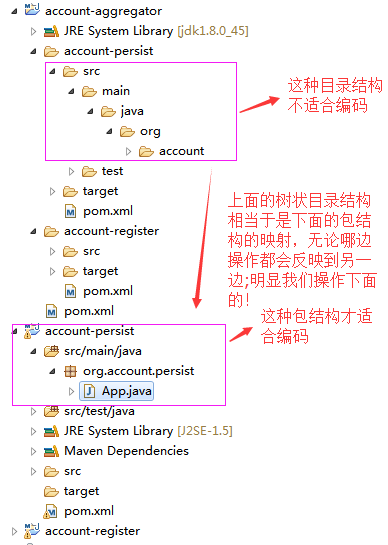 account-aggregator
JRE System Library [jdk1.8.0_45]
account-persist
src
main
java
org
account
test
target
pom.xml
account-register
src
target
pom.xml
pom.xml
account-persist
src/main/java
org.account.persist
App.java
src/test/java
JRE System Library [J2SE-1.5]
Maven Dependencies
src
target
pom.xml
account-register
这种目录结构
不适合编码
上面的树状目录结构
相当于是下面的包结
构的映射，无论哪边
操作都会反映到另一
边;明显我们操作下面
的!
这种包结构才适
合编码